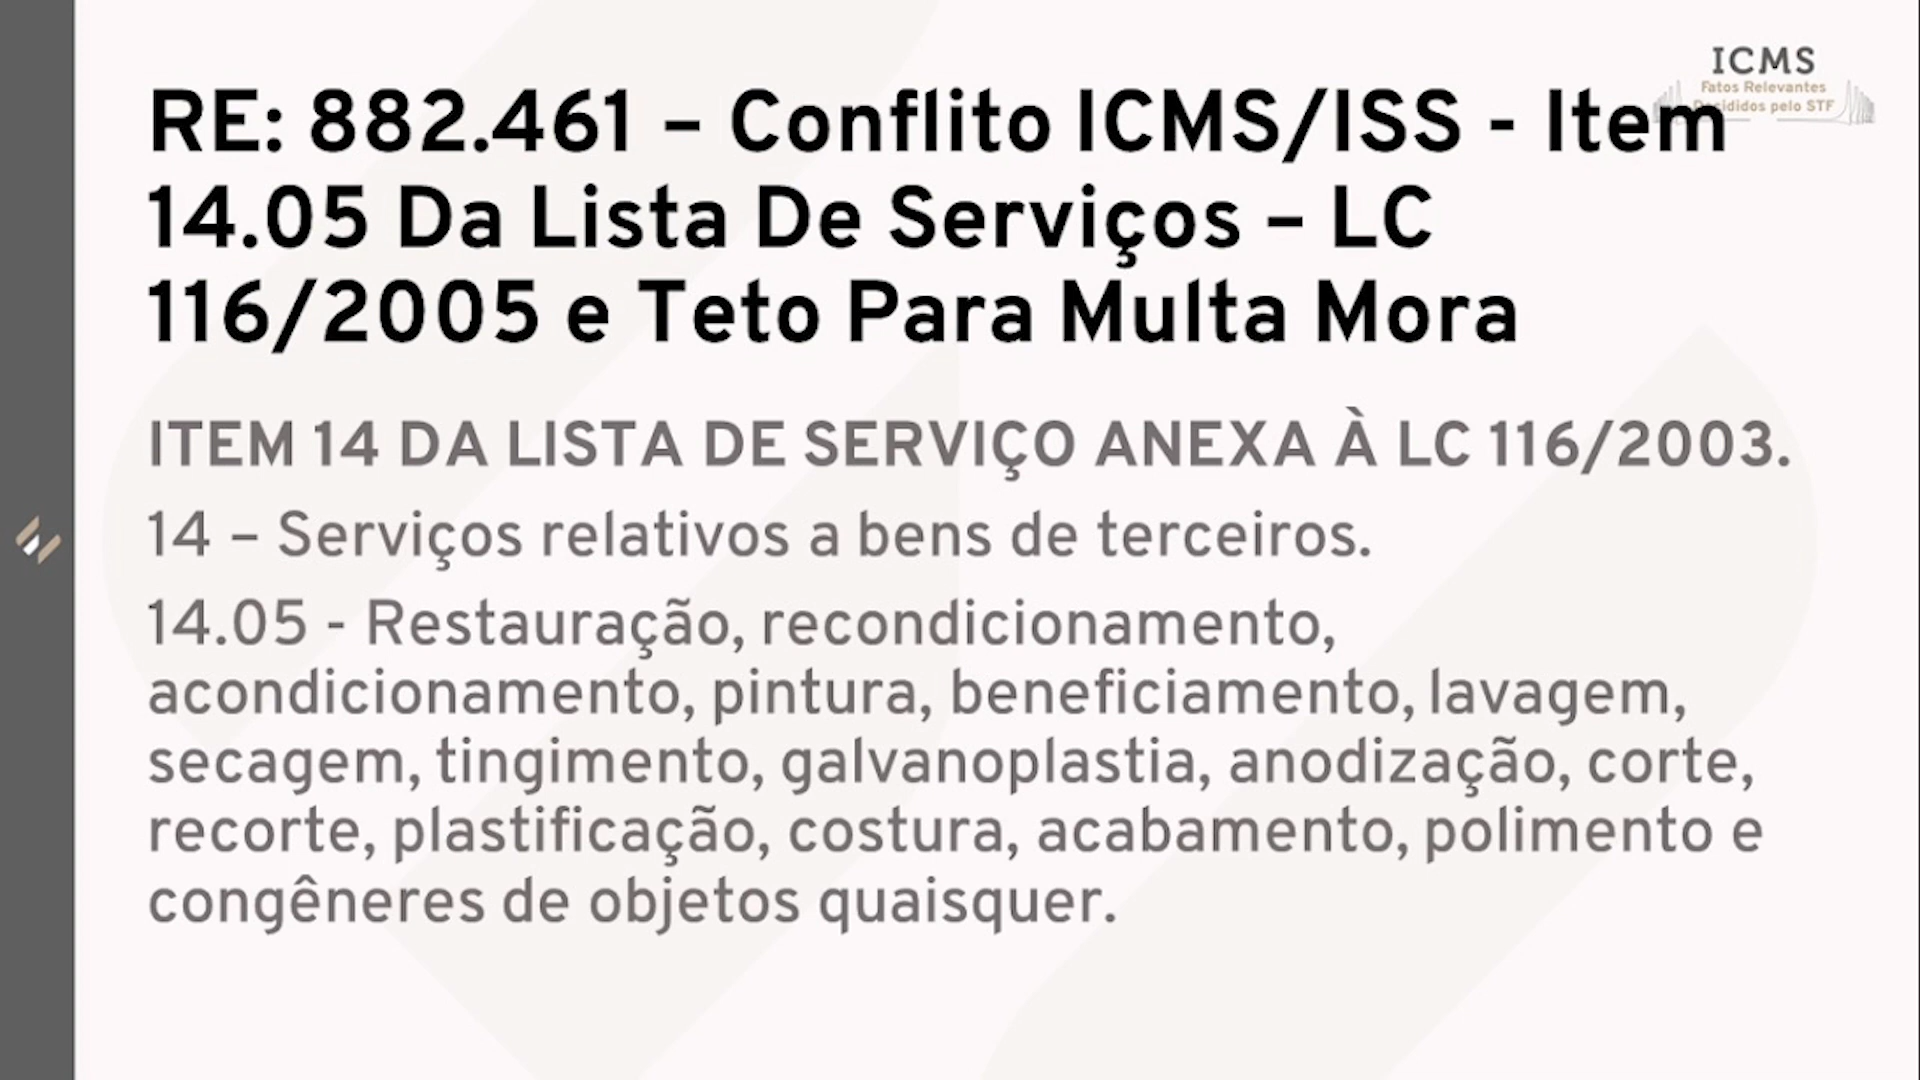 ICMS
Fatos Relevantes
Decididos pelo STF
RE: 882.461 – Conflito ICMS/ISS - Item
14.05 Da Lista De Serviços – LC
116/2005 e Teto Para Multa Mora
ITEM 14 DA LISTA DE SERVIÇO ANEXA À LC 116/2003.
14 – Serviços relativos a bens de terceiros.
14.05 - Restauração, recondicionamento,
acondicionamento, pintura, beneficiamento, lavagem,
secagem, tingimento, galvanoplastia, anodização, corte,
recorte, plastificação, costura, acabamento, polimento e
congêneres de objetos quaisquer.